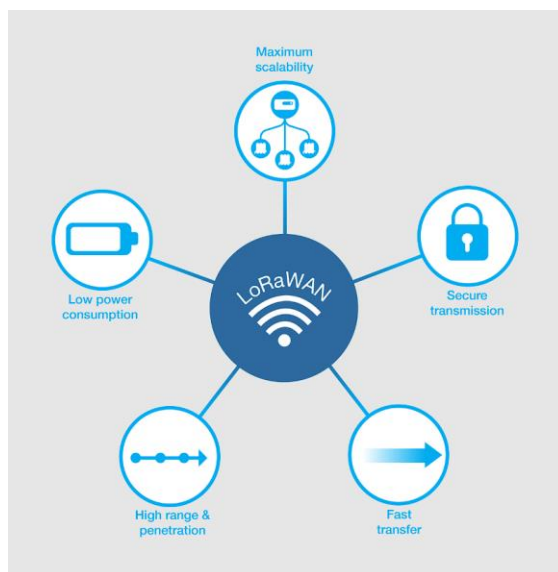 Maximum
scalability
LoRaWAN
Low power
consumption
Secure
transmission
High range &
penetration
Fast
transfer